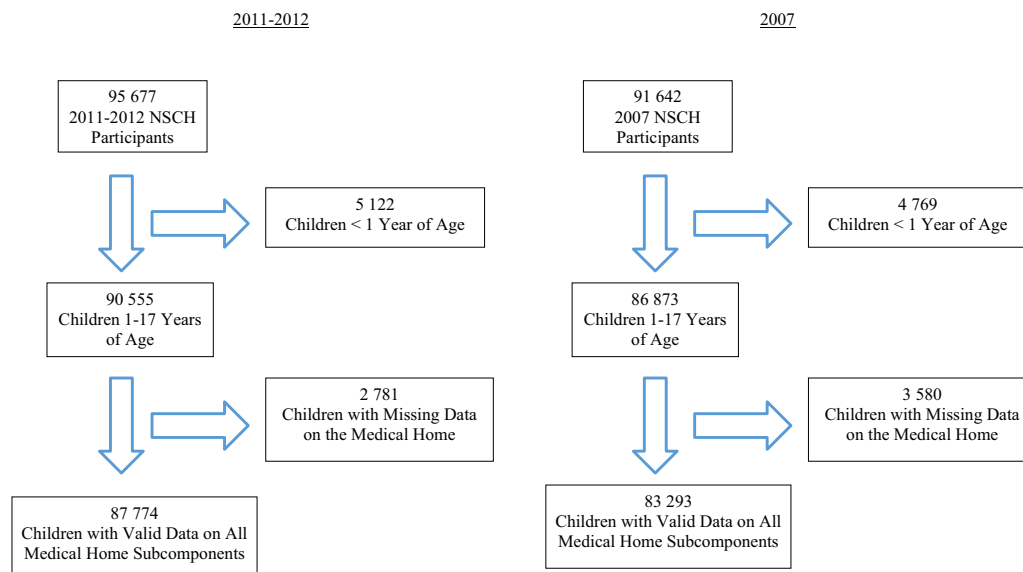 2011-2012
95 677
2011-2012 NSCH
Participants
5 122
Children < 1 Year of Age
90 555
Children 1-17 Years
of Age
2 781
Children with Missing Data
on the Medical Home
87 774
Children with Valid Data on All
Medical Home Subcomponents
2007
91 642
2007 NSCH
Participants
4 769
Children < 1 Year of Age
86 873
Children 1-17 Years
of Age
3 580
Children with Missing Data
on the Medical Home
83 293
Children with Valid Data on All
Medical Home Subcomponents